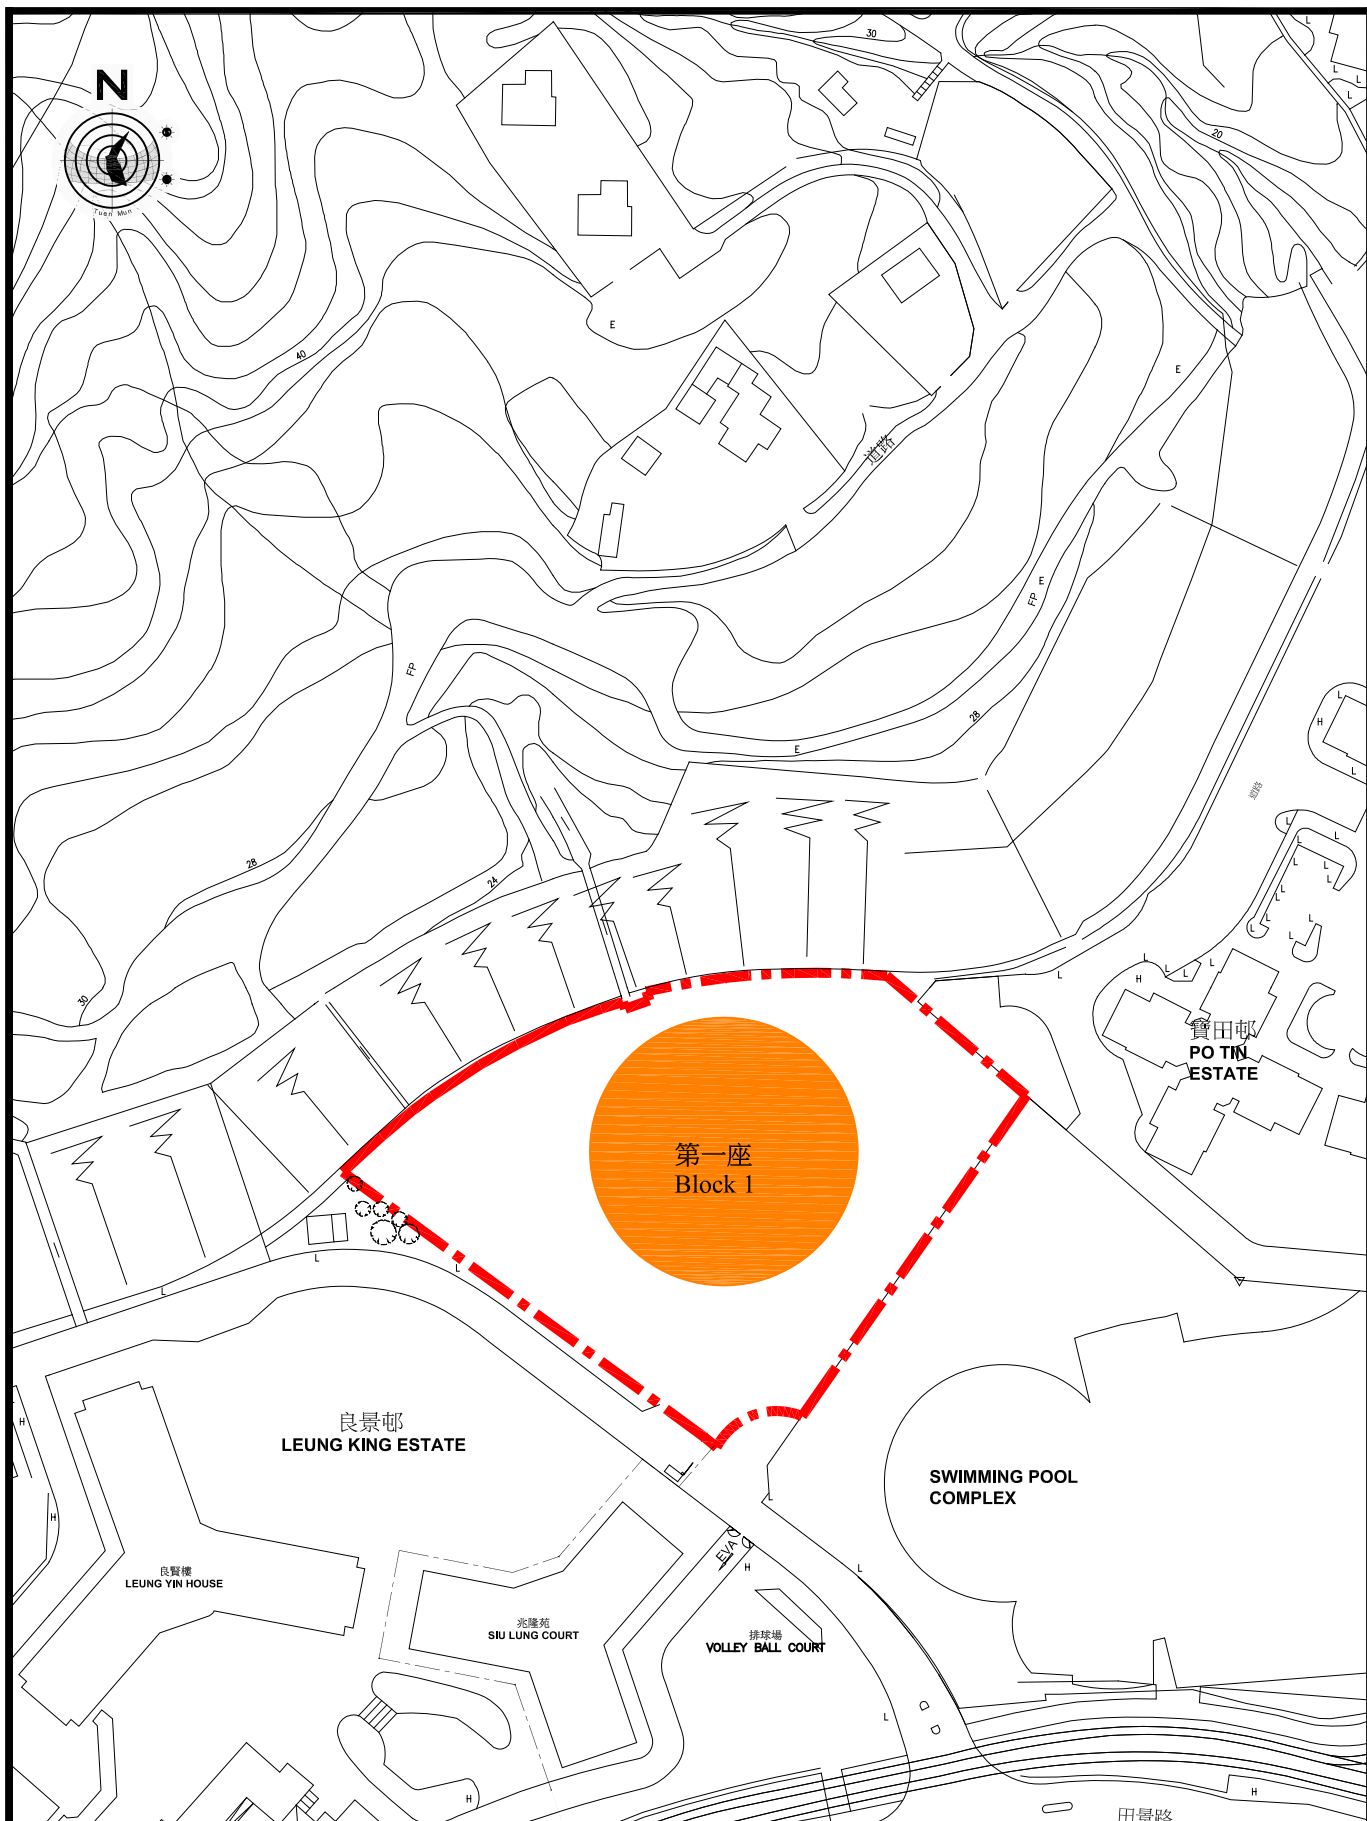 N
Tuen Mun
30
20
40
E
E
道路
E
FP
FP
28
E
道路
L
H
L
28
24
30
寶田邨
PO TIN
ESTATE
第一座
Block 1
良景邨
LEUNG KING ESTATE
SWIMMING POOL
COMPLEX
EVA
H
良賢樓
LEUNG YIN HOUSE
兆隆苑
SIU LUNG COURT
排球場
VOLLEY BALL COURT
L
H
H
田景路